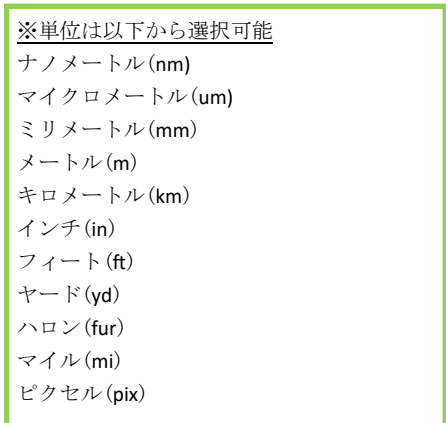 ※単位は以下から選択可能
ナノメートル(nm)
マイクロメートル(um)
ミリメートル(mm)
メートル(m)
キロメートル(km)
インチ(in)
フィート(ft)
ヤード(yd)
ハロン(fur)
マイル(mi)
ピクセル(pix)